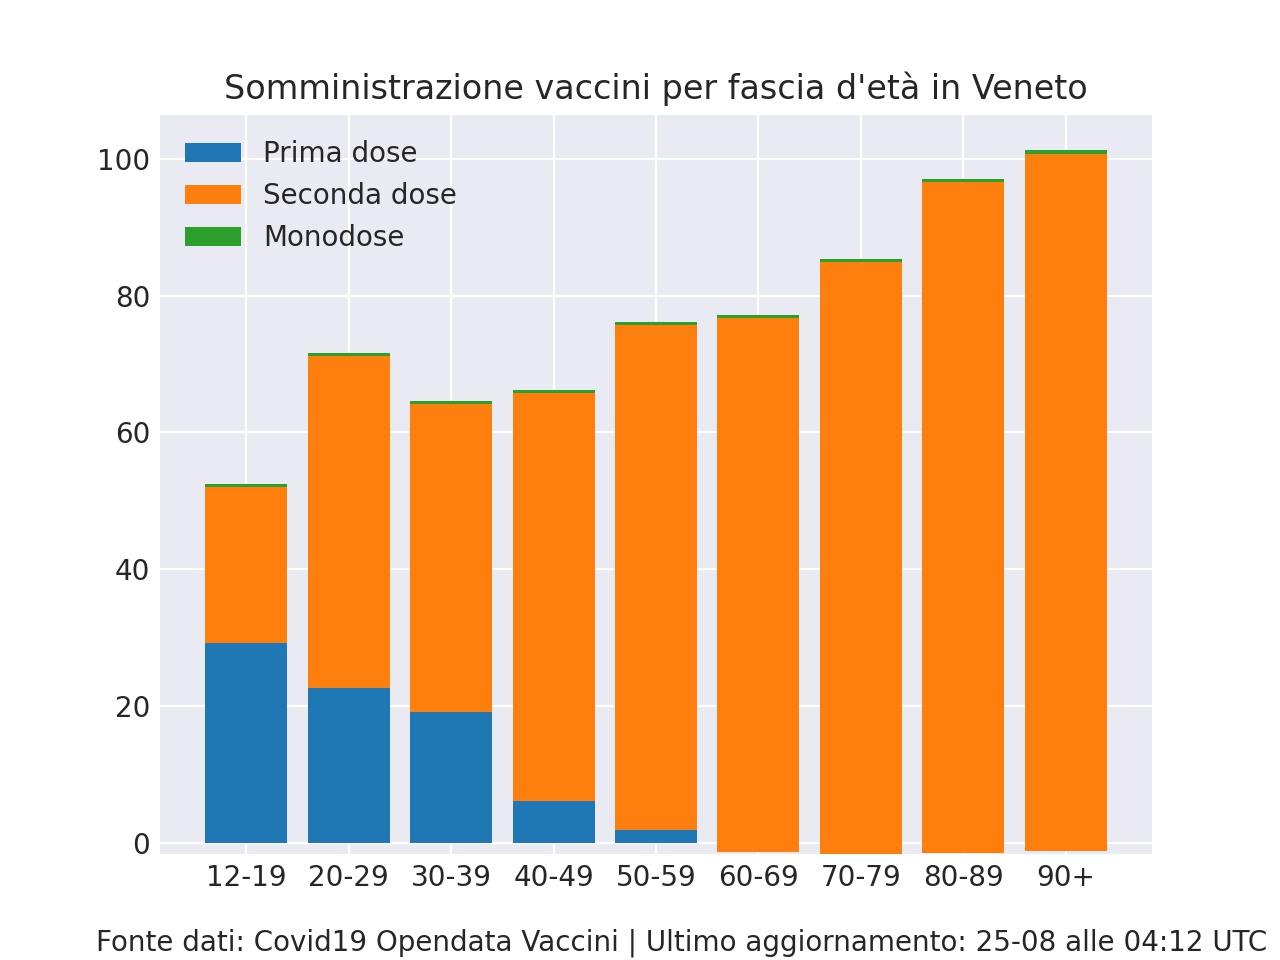 Somministrazione vaccini per fascia d'età in Veneto
Prima dose
Seconda dose
Monodose
100
80
60
40
20
0
12-19 20-29 30-39 40-49 50-59 60-69 70-79 80-89 90+
Fonte dati: Covid19 Opendata Vaccini | Ultimo aggiornamento: 25-08 alle 04:12 UTC